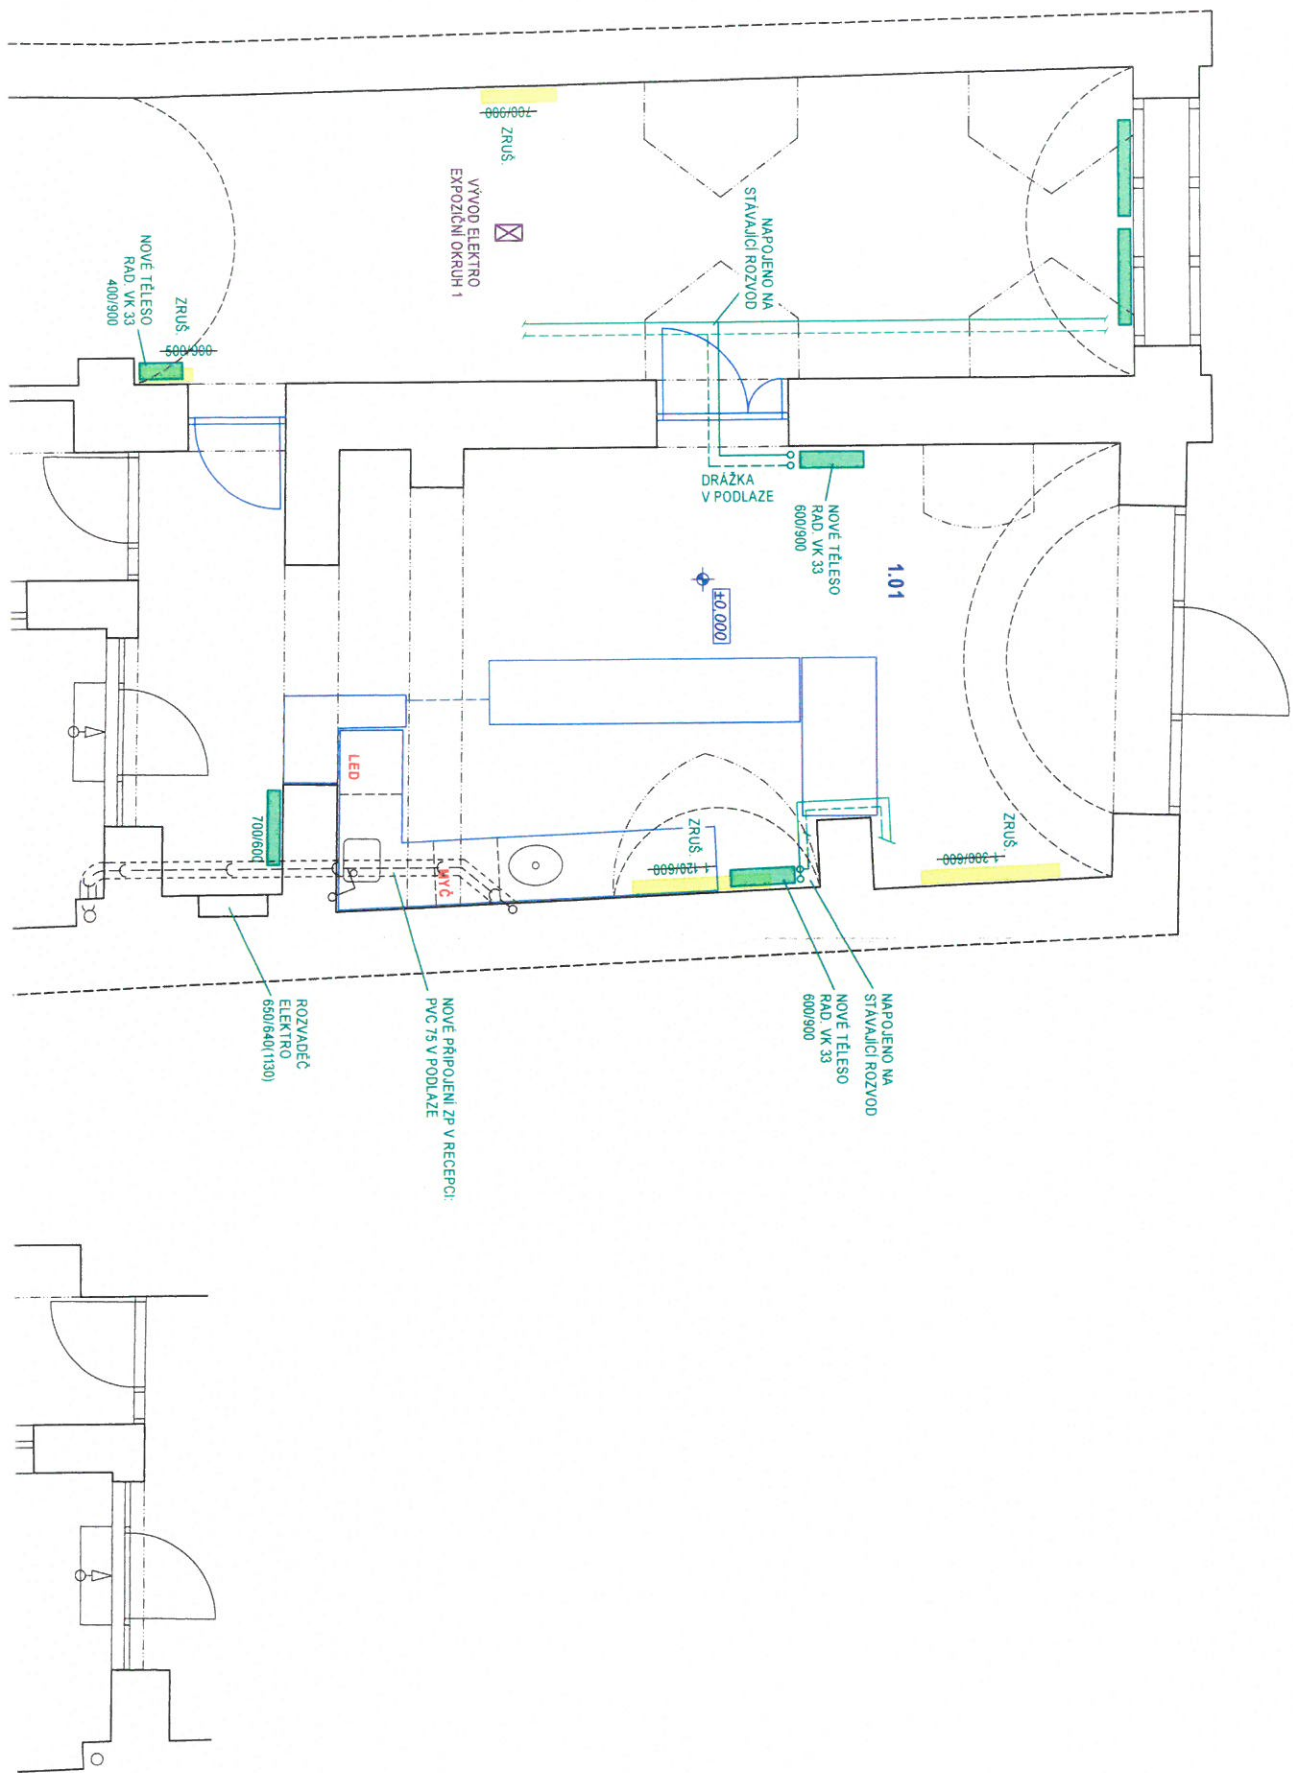 700/900
ZRUŠ.
VÝVOD ELEKTRO
EXPOZIČNÍ OKRUH 1
NAPOJENO NA
STÁVAJÍCÍ ROZVOD
NOVÉ TĚLESO
RAD. VK 33
400/900
ZRUŠ.
500/900
DRÁŽKA
V PODLAZE
NOVÉ TĚLESO
RAD. VK 33
600/900
1.01
±0,000
LED
MYČ
700/600
ZRUŠ.
1 120/600
ZRUŠ.
1 300/600
NAPOJENO NA
STÁVAJÍCÍ ROZVOD
NOVÉ TĚLESO
RAD. VK 33
600/900
NOVÉ PŘIPOJENÍ ZP V RECEPCI:
PVC 75 V PODLAZE
ROZVADĚČ
ELEKTRO
650/640(1130)